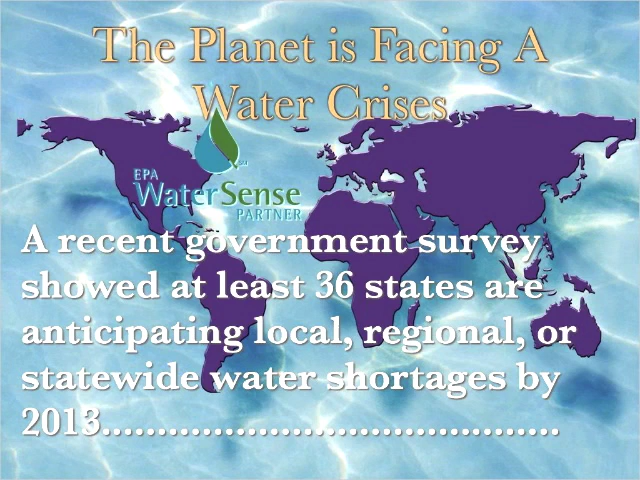 The Planet is Facing A
Water Crises
EPA
WaterSense
PARTNER
A recent government survey
showed at least 36 states are
anticipating local, regional, or
statewide water shortages by
2013..........................................